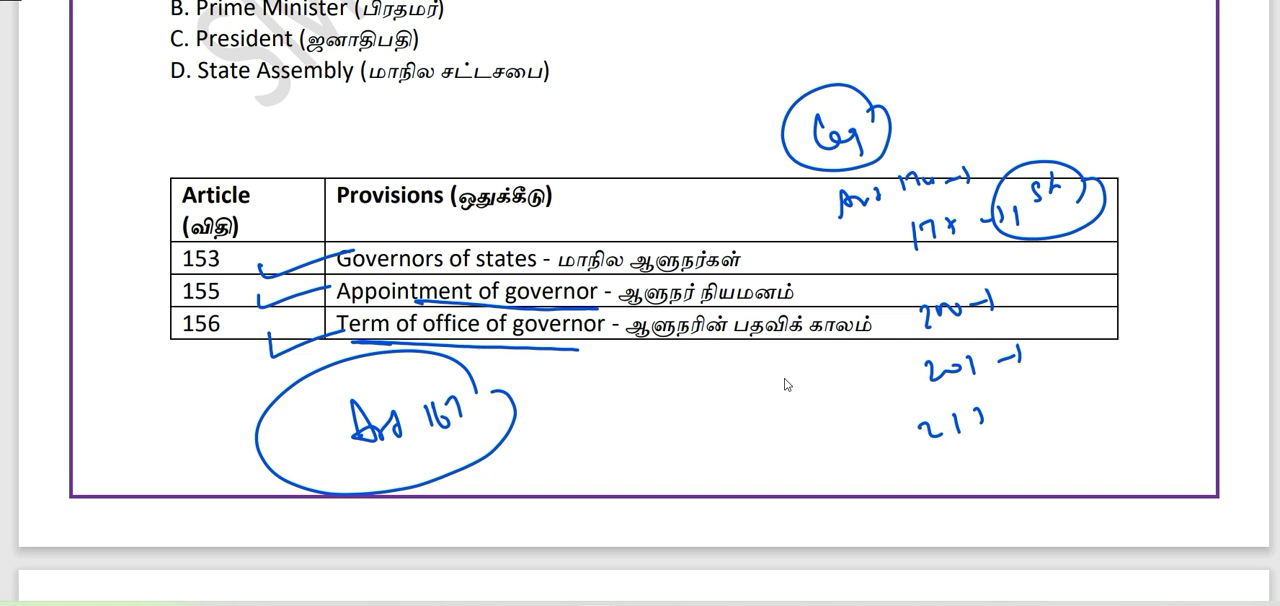 B. Prime Minister (பிரதமர்)
C. President (ஜனாதிபதி)
D. State Assembly (மாநில சட்டசபை)
Article (விதி)
Provisions (ஒதுக்கீடு)
153
Governors of states - மாநில ஆளுநர்கள்
155
Appointment of governor - ஆளுநர் நியமனம்
156
Term of office of governor - ஆளுநரின் பதவிக் காலம்
200
201
Art 167